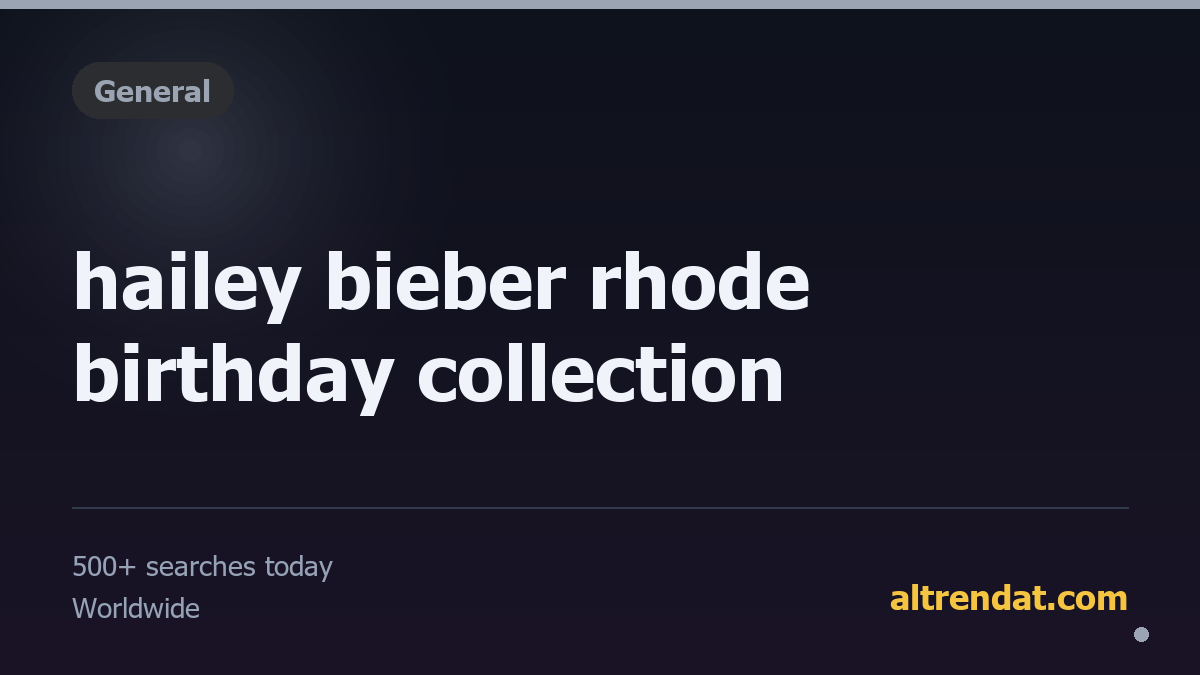 General
hailey bieber rhode
birthday collection
500+ searches today
Worldwide
altrendat.com